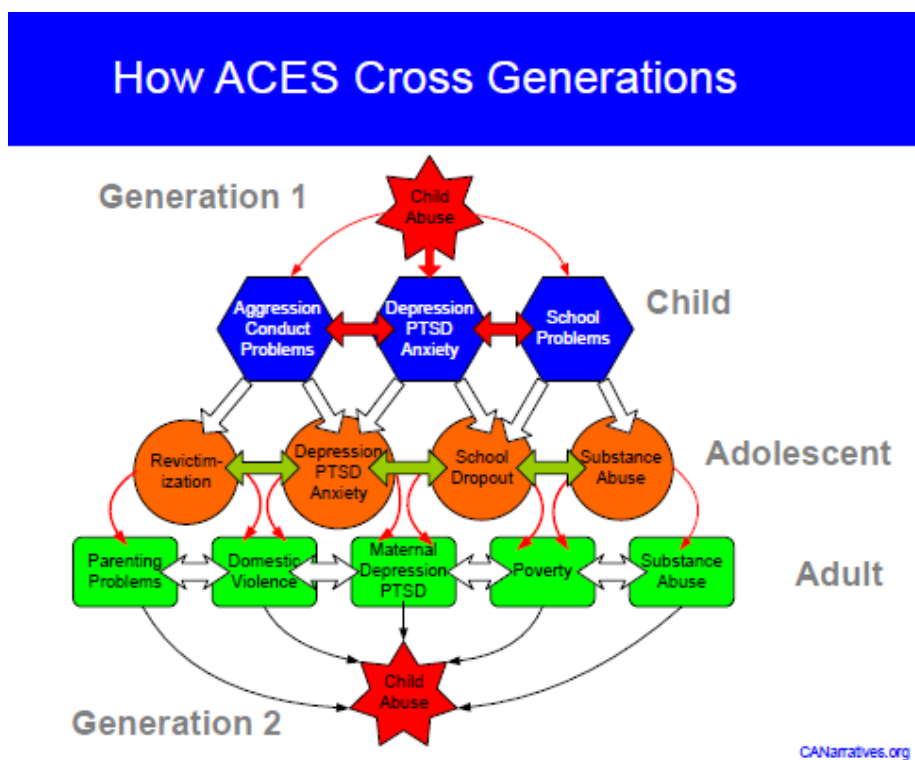 How ACES Cross Generations
Generation 1
Child
Abuse
Aggression
Conduct
Problems
Depression
PTSD
Anxiety
School
Problems
Child
Revictim-
ization
Depression
PTSD
Anxiety
School
Dropout
Substance
Abuse
Adolescent
Parenting
Problems
Domestic
Violence
Maternal
Depression
PTSD
Poverty
Substance
Abuse
Adult
Child
Abuse
Generation 2
CANarratives.org